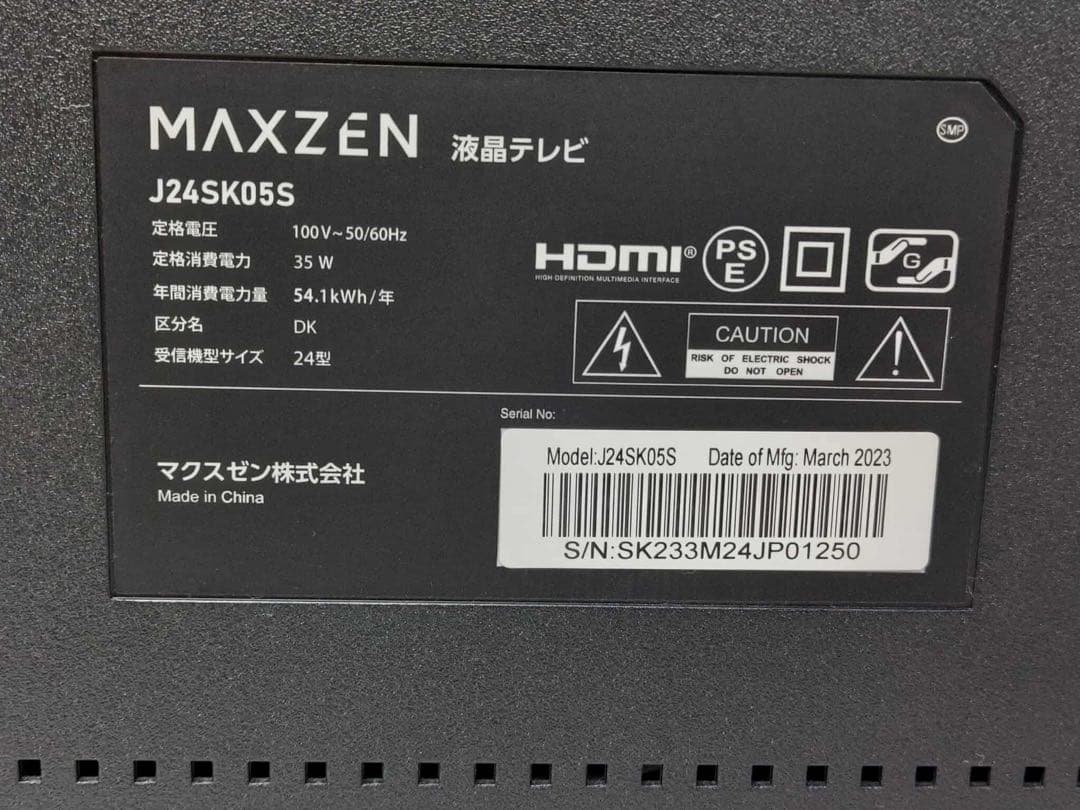 MAXZEN 液晶テレビ
SMP
J24SK05S
定格電圧 100V~50/60Hz
定格消費電力 35 W
年間消費電力量 54.1kWh/年
区分名 DK
受信機型サイズ 24型
HDMI®
HIGH-DEFINITION MULTIMEDIA INTERFACE
PS
E
G
CAUTION
RISK OF ELECTRIC SHOCK
DO NOT OPEN
Serial No:
マクスゼン株式会社
Made in China
Model:J24SK05S Date of Mfg: March 2023
S/N:SK233M24JP01250